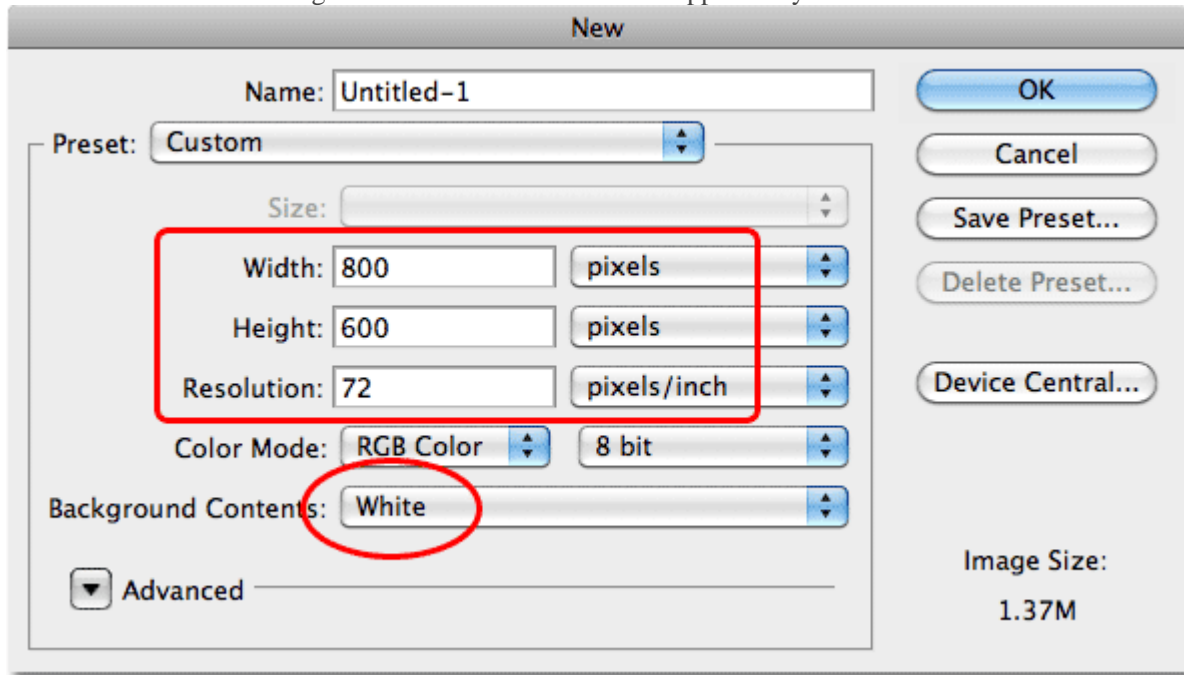 New
Name: Untitled-1
OK
Preset: Custom
Cancel
Size:
Save Preset...
Width: 800 pixels
Delete Preset...
Height: 600 pixels
Resolution: 72 pixels/inch
Device Central...
Color Mode: RGB Color 8 bit
Background Contents: White
Image Size:
Advanced
1.37M